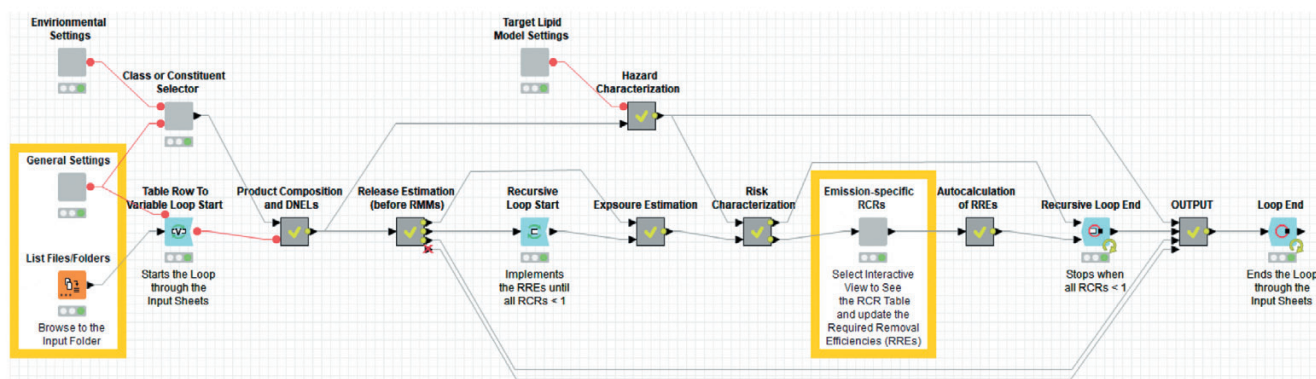 Envirionmental
Settings
Target Lipid
Model Settings
Class or Constituent
Selector
Hazard
Characterization
General Settings
Table Row To
Variable Loop Start
Product Composition
and DNELs
Release Estimation
(before RMMs)
Recursive
Loop Start
Expsoure Estimation
Risk
Characterization
Emission-specific
RCRs
Autocalculation
of RREs
Recursive Loop End
OUTPUT
Loop End
List Files/Folders
Browse to the
Input Folder
Starts the Loop
through the
Input Sheets
Implements
the RREs until
all RCRs < 1
Select Interactive
View to See
the RCR Table
and update the
Required Removal
Efficiencies (RREs)
Stops when
all RCRs < 1
Ends the Loop
through the
Input Sheets